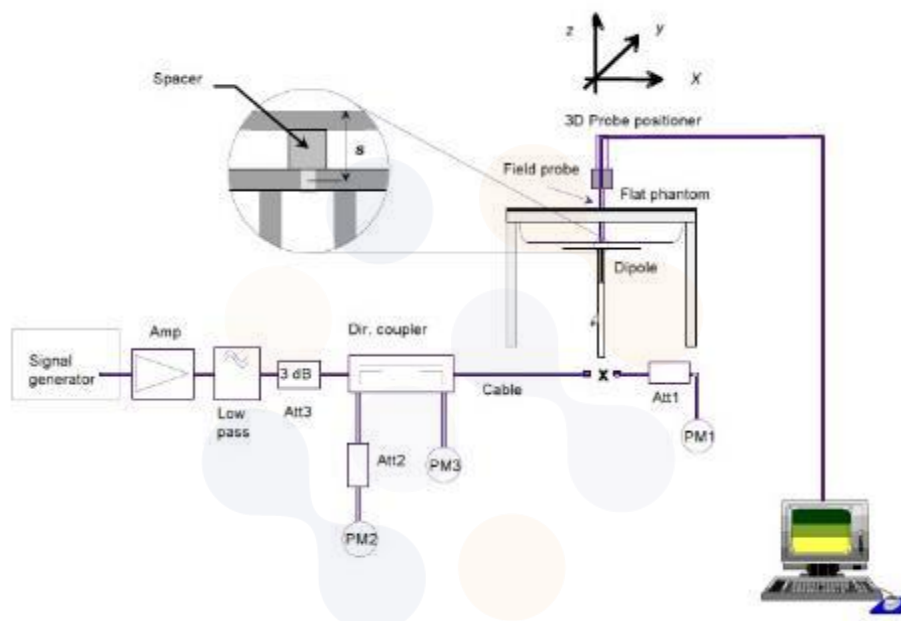 z
y
X
Spacer
s
3D Probe positioner
Field probe
Flat phantom
Dipole
Signal
generator
Amp
Low
pass
3 dB
Att3
Dir. coupler
Att2
PM2
PM3
Cable
x
Att1
PM1